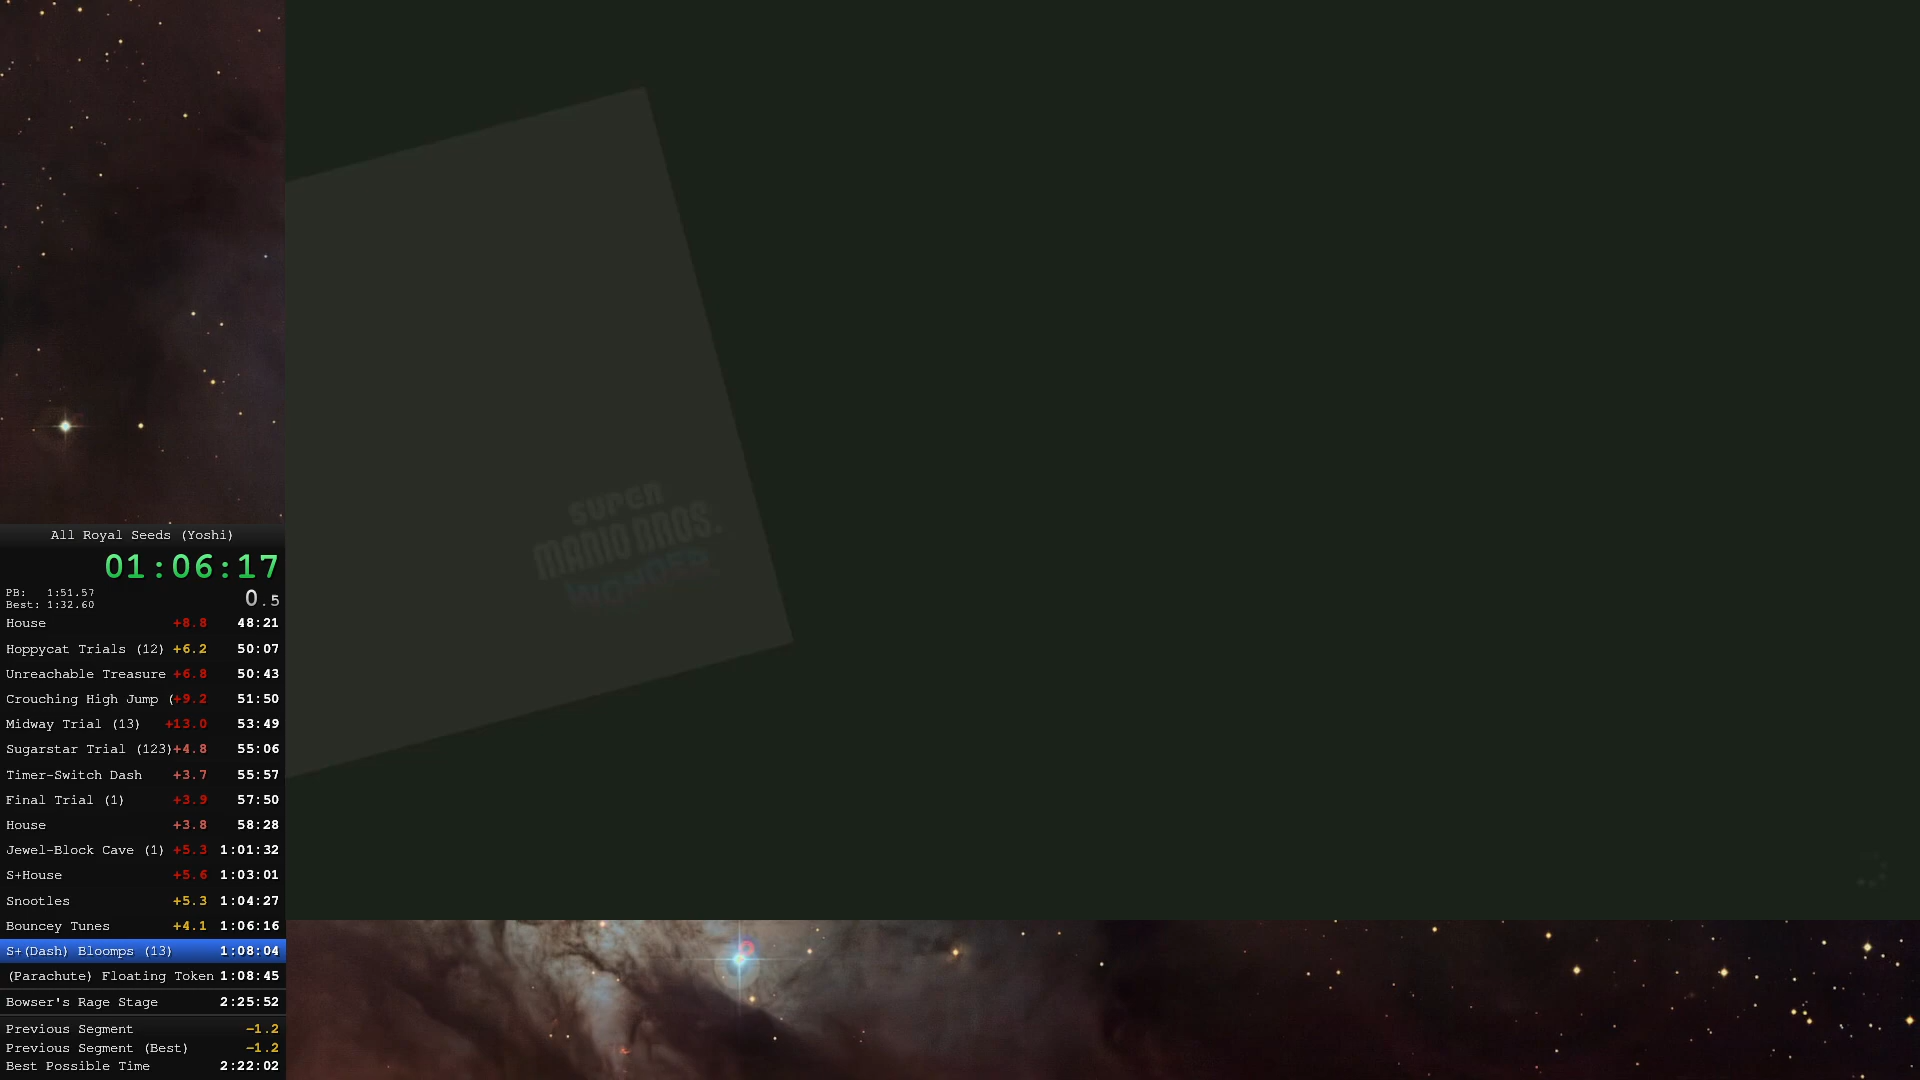 SUPER
MARIO BROS.
WONDER
All Royal Seeds (Yoshi)
01:06:17
PB: 1:51.57
Best: 1:32.60
0.5
House +8.8 48:21
Hoppycat Trials (12) +6.2 50:07
Unreachable Treasure +6.8 50:43
Crouching High Jump ( +9.2 51:50
Midway Trial (13) +13.0 53:49
Sugarstar Trial (123) +4.8 55:06
Timer-Switch Dash +3.7 55:57
Final Trial (1) +3.9 57:50
House +3.8 58:28
Jewel-Block Cave (1) +5.3 1:01:32
S+House +5.6 1:03:01
Snootles +5.3 1:04:27
Bouncey Tunes +4.1 1:06:16
S+(Dash) Bloomps (13) 1:08:04
(Parachute) Floating Token 1:08:45
Bowser's Rage Stage 2:25:52
Previous Segment -1.2
Previous Segment (Best) -1.2
Best Possible Time 2:22:02